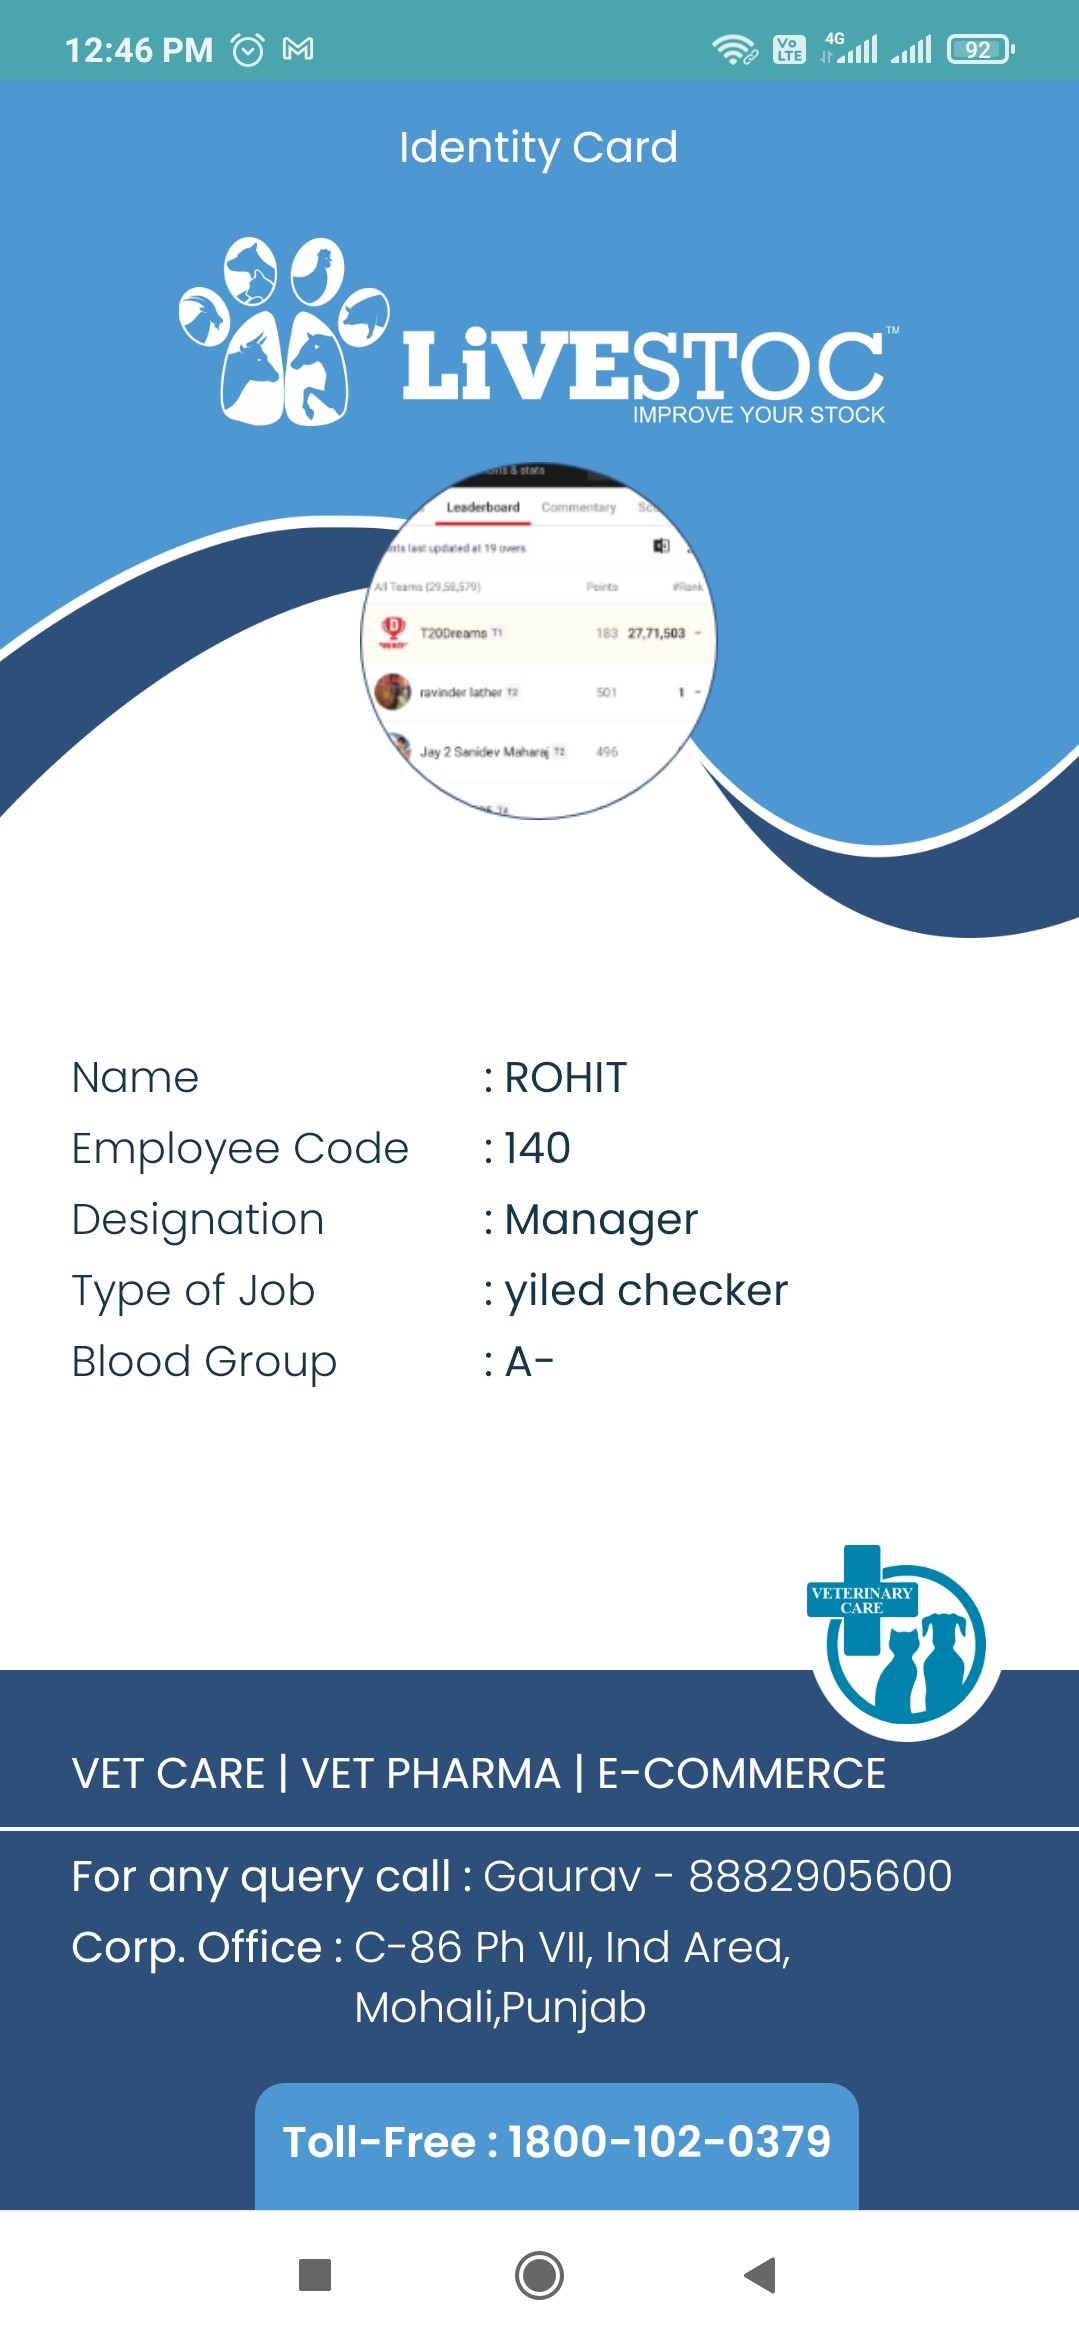 12:46 PM
Vo LTE 4G 92
Identity Card
LiVESTOC™
IMPROVE YOUR STOCK
& stats
Leaderboard Commentary
last updated at 19 overs
All Teams (29,58,579) Points #Rank
T20Dreams T1 183 27,71,503 -
ravinder lather T2 501 1 -
Jay 2 Sanidev Maharaj T2 496
T4
Name : ROHIT
Employee Code : 140
Designation : Manager
Type of Job : yiled checker
Blood Group : A-
VETERINARY
CARE
VET CARE | VET PHARMA | E-COMMERCE
For any query call : Gaurav - 8882905600
Corp. Office : C-86 Ph VII, Ind Area,
Mohali,Punjab
Toll-Free : 1800-102-0379